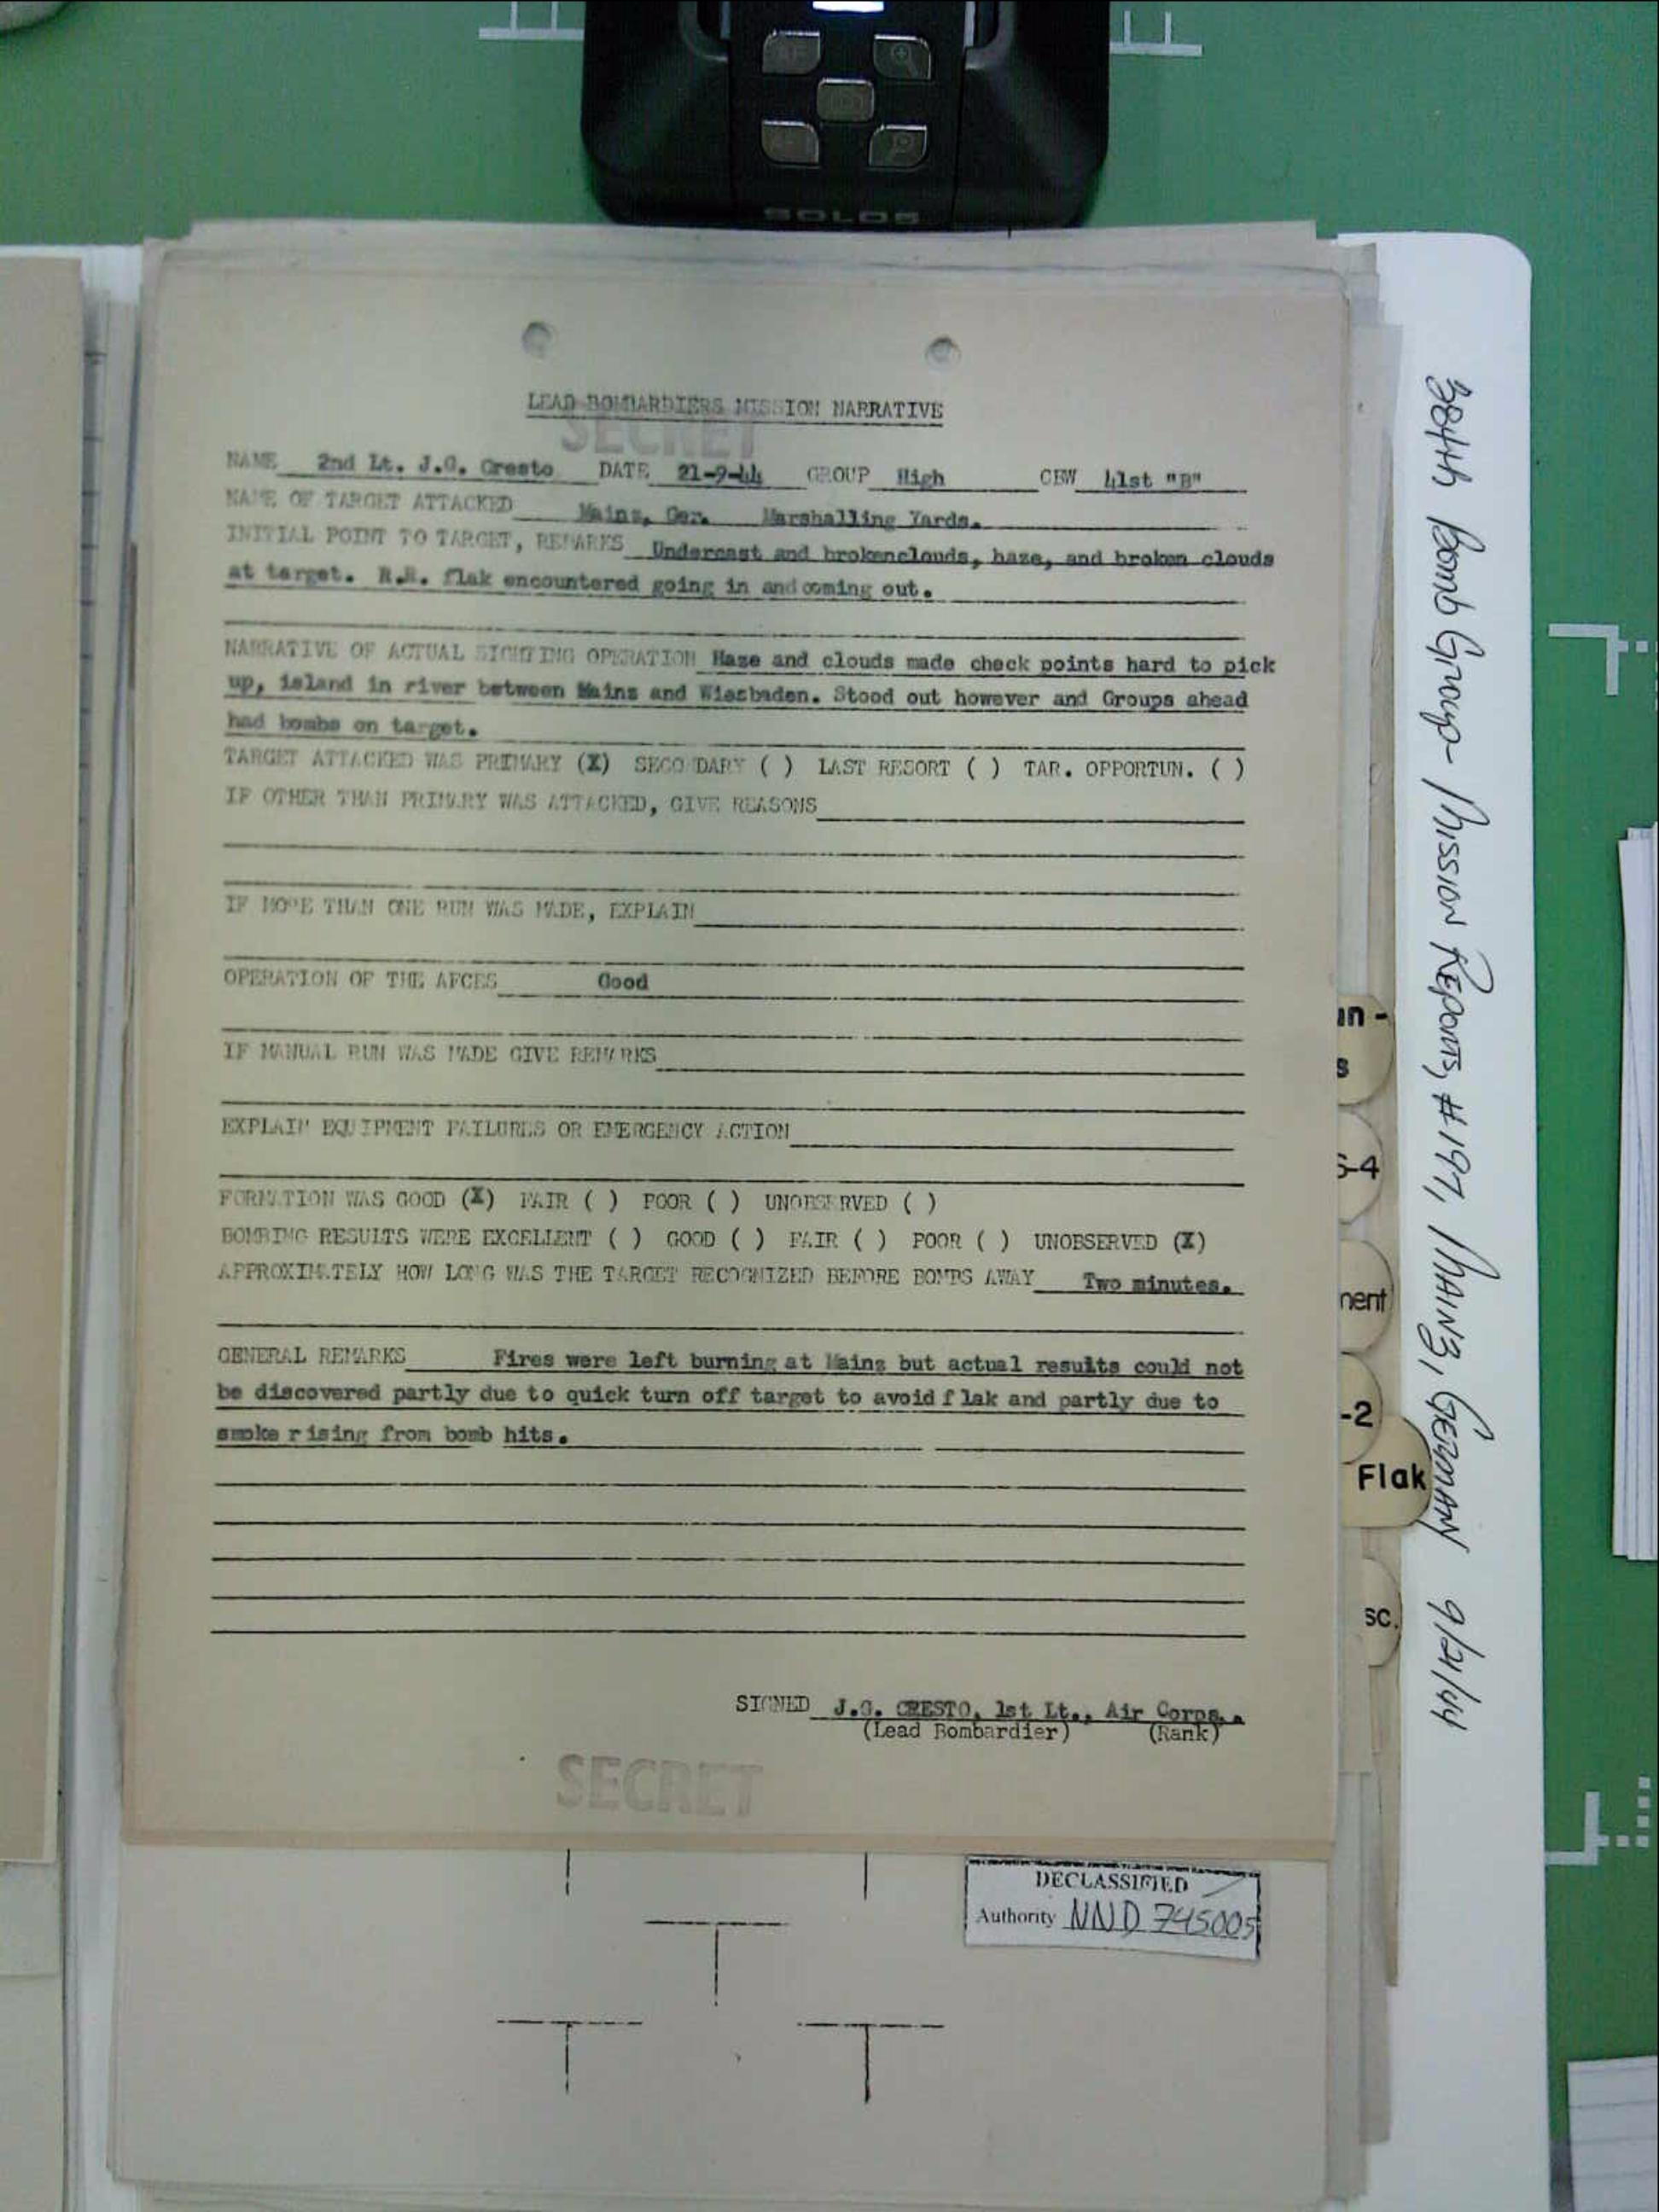 SOLO8
LEAD BOMBARDIERS MISSION NARRATIVE
SECRET
NAME 2nd Lt. J.G. Cresto DATE 21-9-44 GROUP High CBW 41st "B"
NAME OF TARGET ATTACKED Mainz, Ger. Marshalling Yards.
INITIAL POINT TO TARGET, REMARKS Undercast and brokenclouds, haze, and broken clouds
at target. R.R. flak encountered going in and coming out.
NARRATIVE OF ACTUAL SIGHTING OPERATION Haze and clouds made check points hard to pick
up, island in river between Mainz and Wiesbaden. Stood out however and Groups ahead
had bombs on target.
TARGET ATTACKED WAS PRIMARY (X) SECO DARY ( ) LAST RESORT ( ) TAR. OPPORTUN. ( )
IF OTHER THAN PRIMARY WAS ATTACKED, GIVE REASONS
IF MORE THAN ONE RUN WAS MADE, EXPLAIN
OPERATION OF THE AFCES Good
IF MANUAL RUN WAS MADE GIVE REMARKS
EXPLAIN EQUIPMENT FAILURES OR EMERGENCY ACTION
FORMATION WAS GOOD (X) FAIR ( ) POOR ( ) UNOBSERVED ( )
BOMBING RESULTS WERE EXCELLENT ( ) GOOD ( ) FAIR ( ) POOR ( ) UNOBSERVED (X)
APPROXIMATELY HOW LONG WAS THE TARGET RECOGNIZED BEFORE BOMBS AWAY Two minutes.
GENERAL REMARKS Fires were left burning at Mainz but actual results could not
be discovered partly due to quick turn off target to avoid flak and partly due to
smoke rising from bomb hits.
SIGNED J.G. CRESTO, 1st Lt., Air Corps.
(Lead Bombardier) (Rank)
SECRET
DECLASSIFIED
Authority NND 745005
384th Bomb Group - Mission Reports, #197, Mainz, Germany 9/21/44
S-4
-2
Flak
sc.